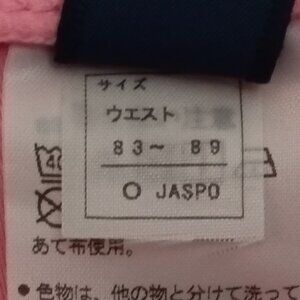 サイズ
ウエスト
83～ 89
○ JASPO
40
あて布使用。
● 色物は、他の物と分けて洗って